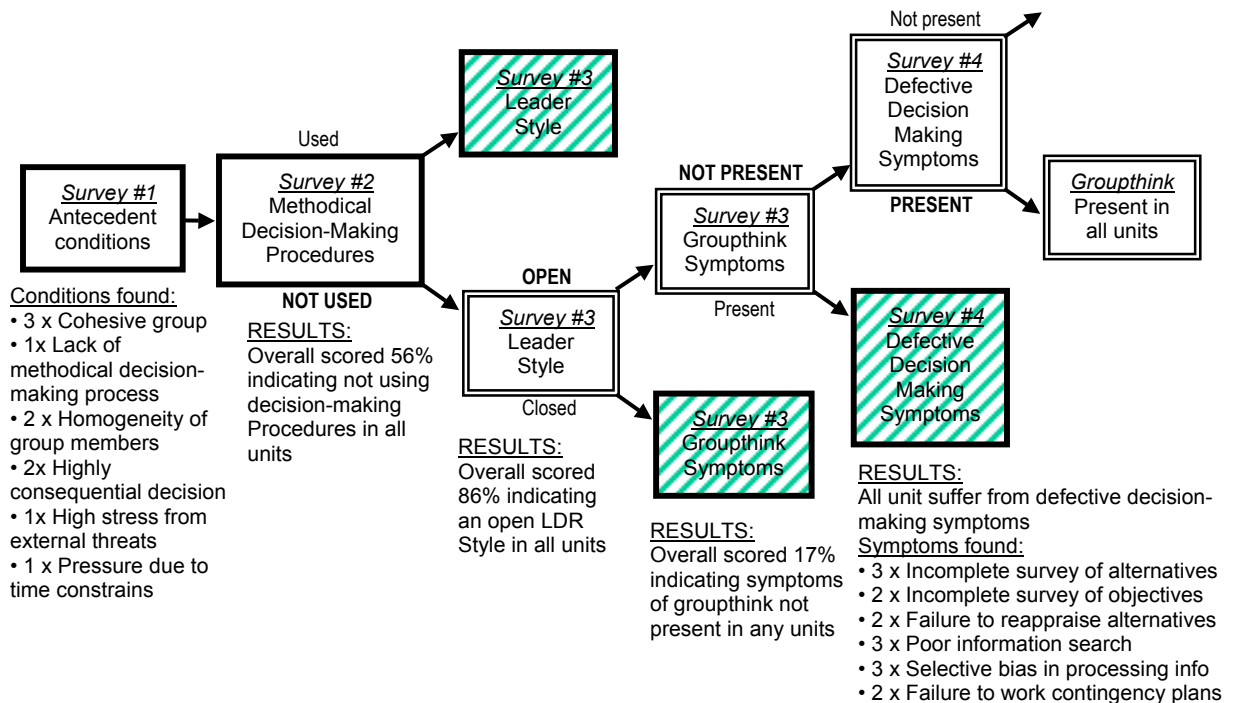 Survey #1
Antecedent
conditions
Conditions found:
• 3 x Cohesive group
• 1x Lack of
methodical decision-
making process
• 2 x Homogeneity of
group members
• 2x Highly
consequential decision
• 1x High stress from
external threats
• 1 x Pressure due to
time constrains
Used
Survey #2
Methodical
Decision-Making
Procedures
NOT USED
RESULTS:
Overall scored 56%
indicating not using
decision-making
Procedures in all
units
Survey #3
Leader
Style
OPEN
Survey #3
Leader
Style
Closed
RESULTS:
Overall scored
86% indicating
an open LDR
Style in all units
NOT PRESENT
Survey #3
Groupthink
Symptoms
Present
Survey #3
Groupthink
Symptoms
RESULTS:
Overall scored 17%
indicating symptoms
of groupthink not
present in any units
Not present
Survey #4
Defective
Decision
Making
Symptoms
PRESENT
Groupthink
Present in
all units
Survey #4
Defective
Decision
Making
Symptoms
RESULTS:
All unit suffer from defective decision-
making symptoms
Symptoms found:
• 3 x Incomplete survey of alternatives
• 2 x Incomplete survey of objectives
• 2 x Failure to reappraise alternatives
• 3 x Poor information search
• 3 x Selective bias in processing info
• 2 x Failure to work contingency plans